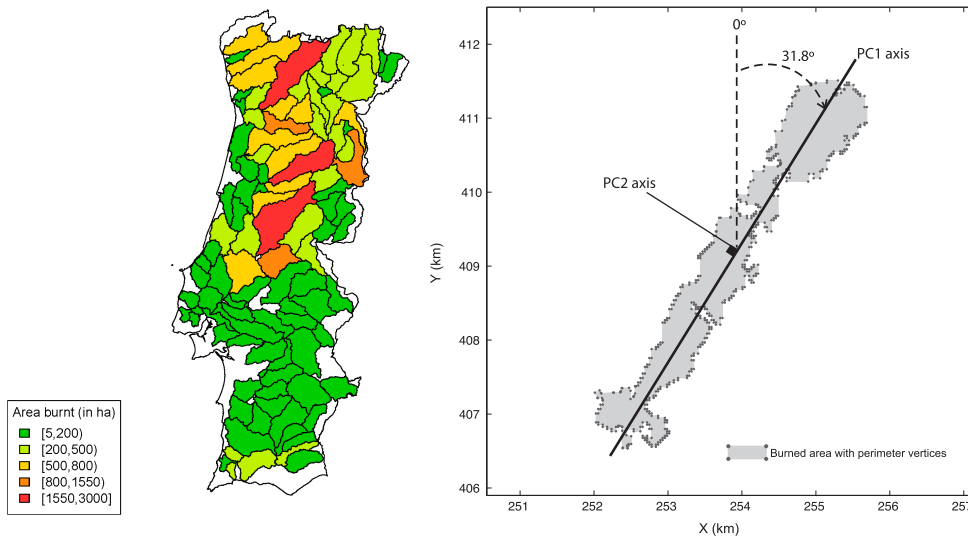 Area burnt (in ha)
[5,200)
[200,500)
[500,800)
[800,1550)
[1550,3000]
0º
31.8º
PC1 axis
PC2 axis
412
411
410
409
408
407
406
Y (km)
Burned area with perimeter vertices
251
252
253
254
255
256
257
X (km)